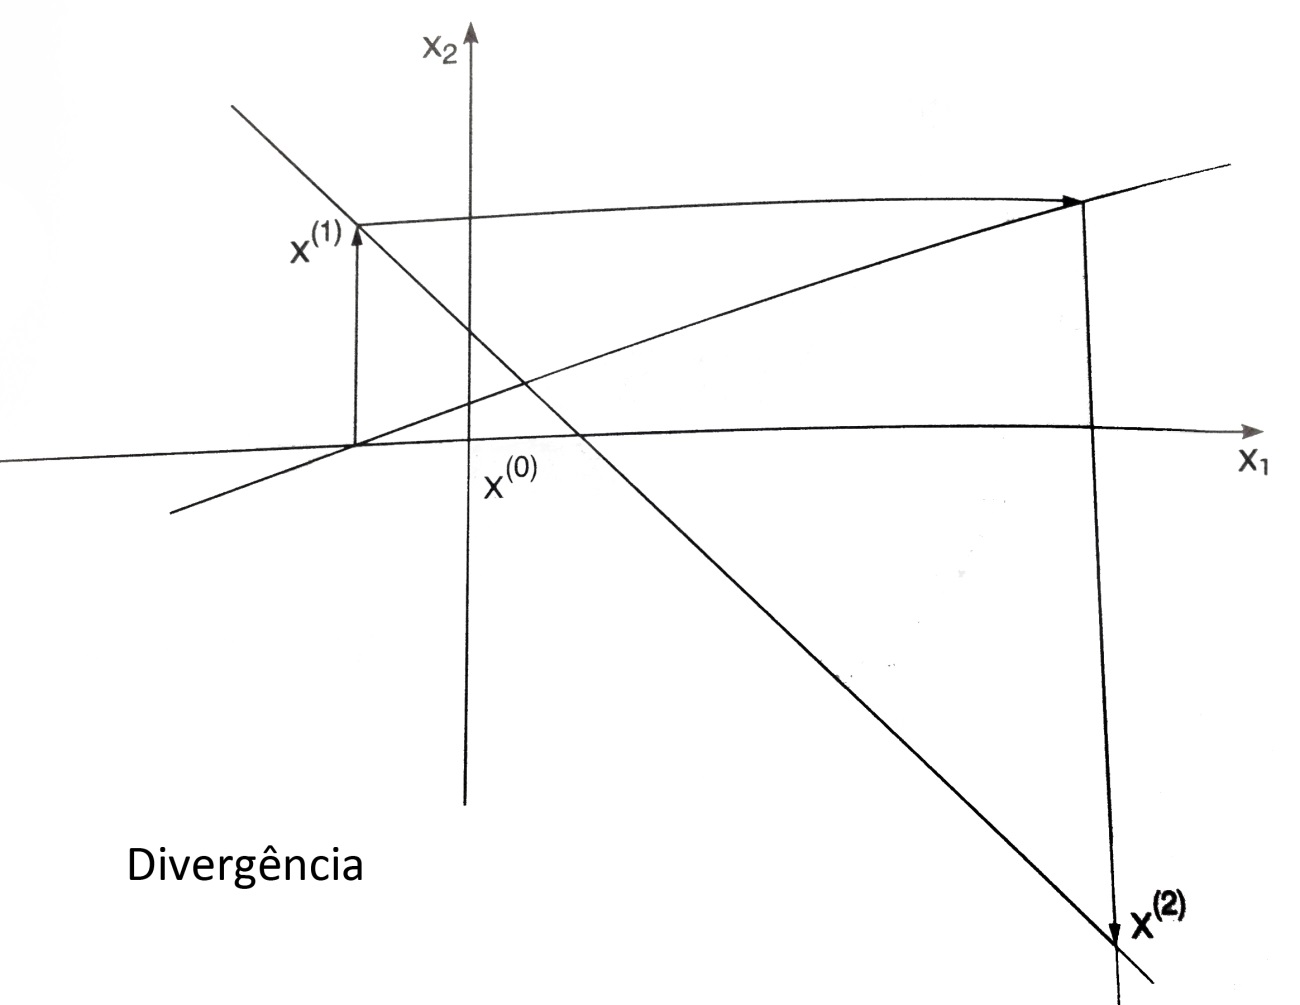 x₂
x⁽¹⁾
x⁽⁰⁾
x₁
Divergência
x⁽²⁾